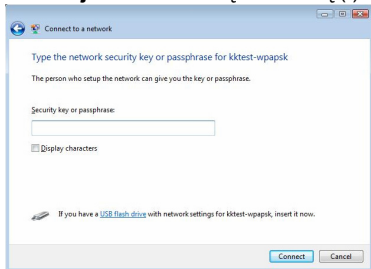 Connect to a network
Type the network security key or passphrase for kktest-wpapsk
The person who setup the network can give you the key or passphrase.
Security key or passphrase:
Display characters
If you have a USB flash drive with network settings for kktest-wpapsk, insert it now.
Connect Cancel